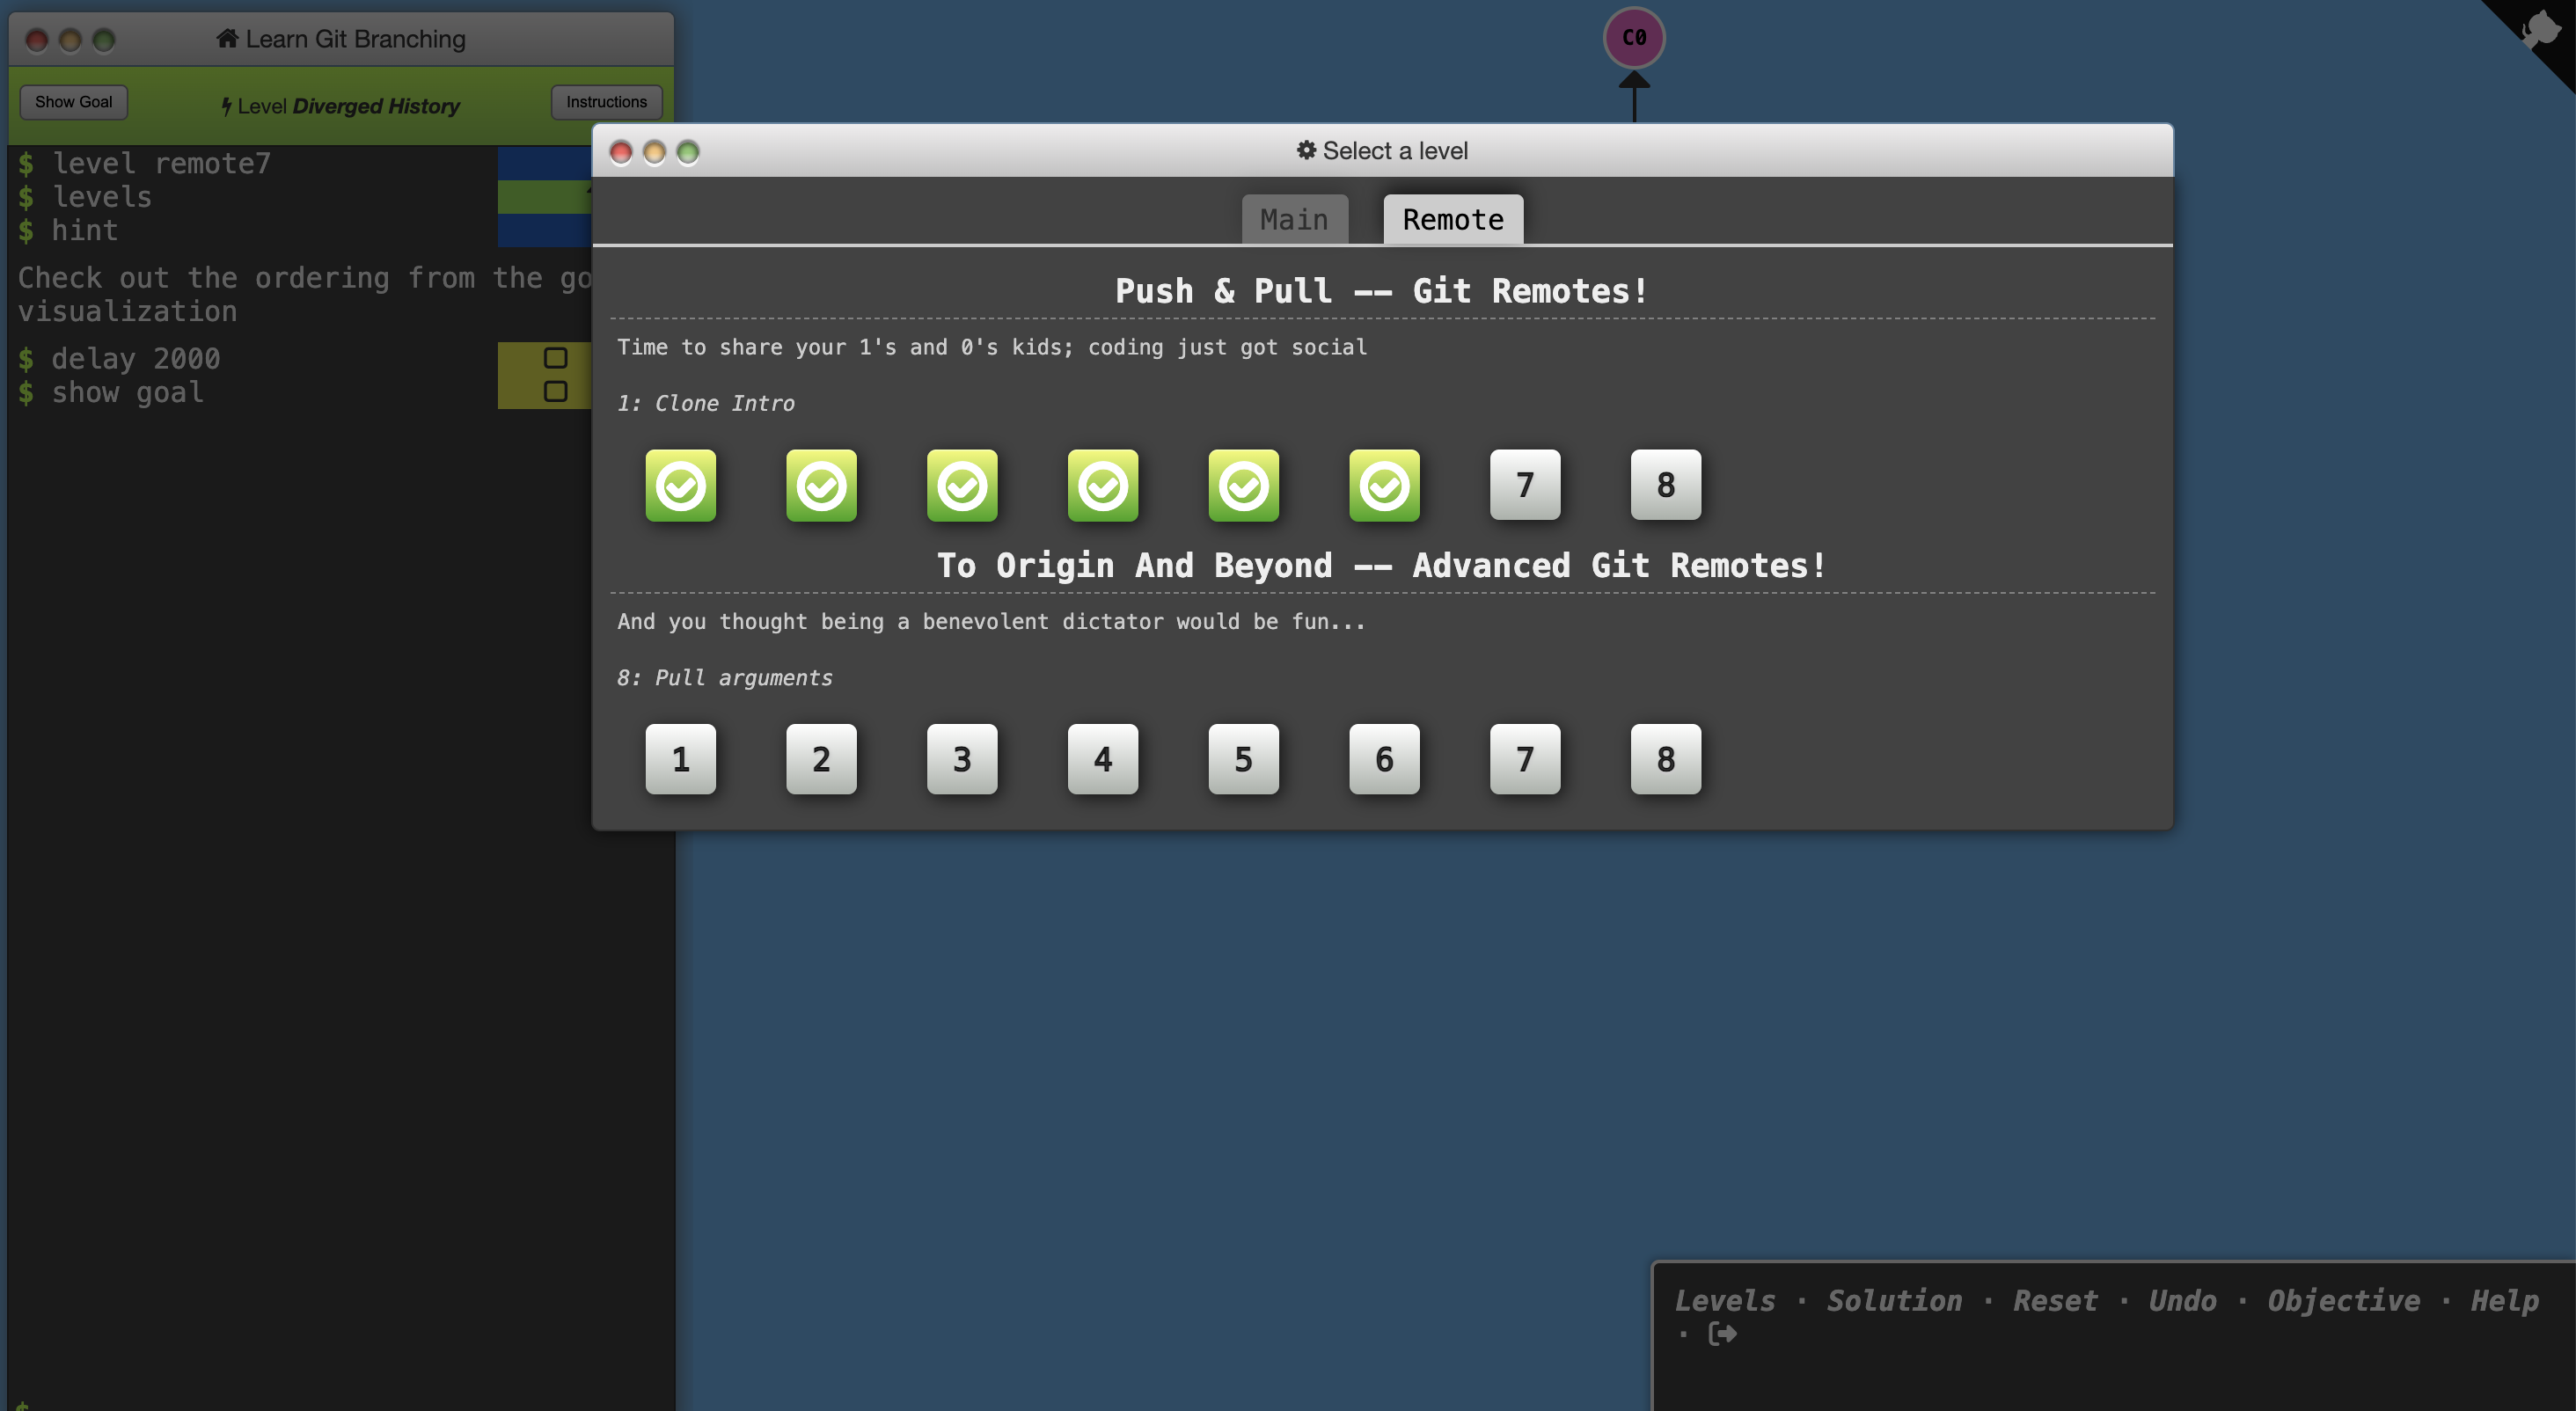 Learn Git Branching
Show Goal
Level Diverged History
Instructions
$ level remote7
$ levels
$ hint
Check out the ordering from the go
visualization
$ delay 2000
$ show goal
$
C0
Select a level
Main
Remote
Push & Pull -- Git Remotes!
Time to share your 1's and 0's kids; coding just got social
1: Clone Intro
7 8
To Origin And Beyond -- Advanced Git Remotes!
And you thought being a benevolent dictator would be fun...
8: Pull arguments
1 2 3 4 5 6 7 8
Levels · Solution · Reset · Undo · Objective · Help
·